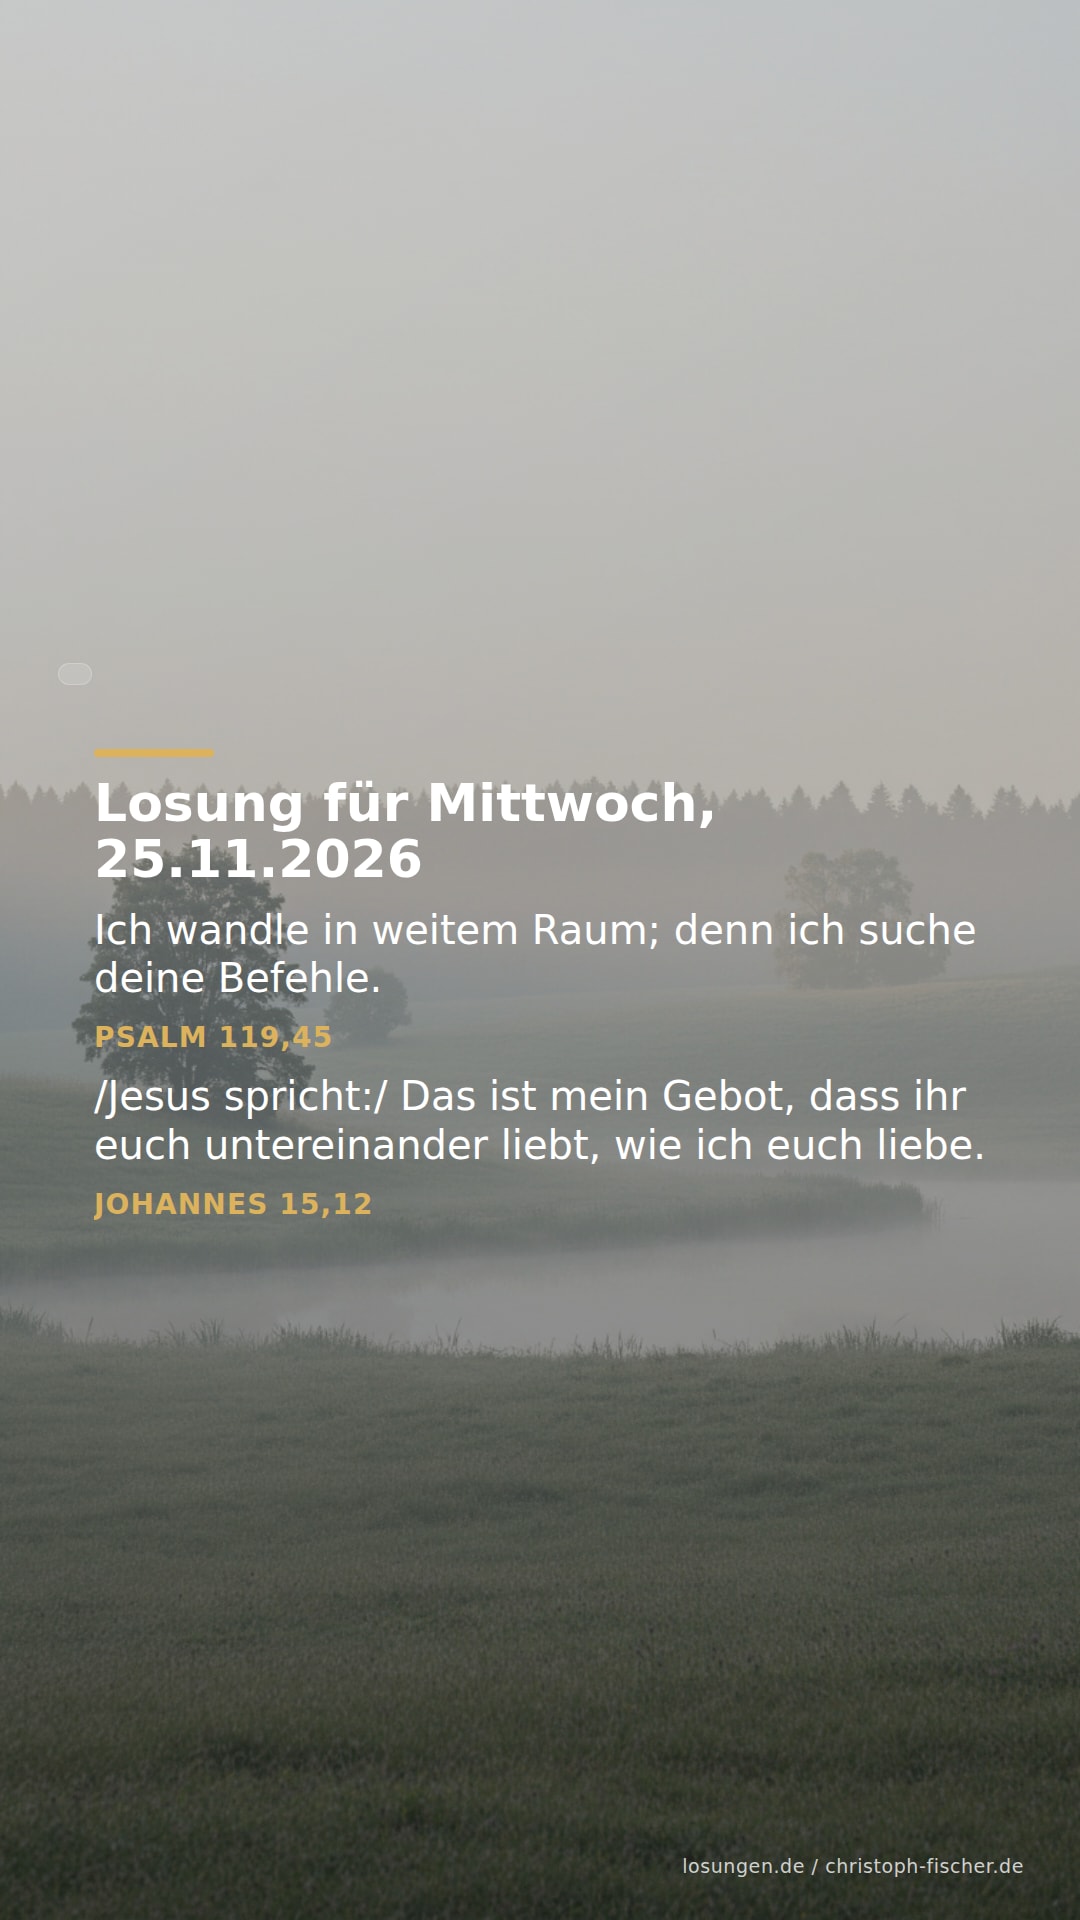 Losung für Mittwoch,
25.11.2026
Ich wandle in weitem Raum; denn ich suche
deine Befehle.
PSALM 119,45
/Jesus spricht:/ Das ist mein Gebot, dass ihr
euch untereinander liebt, wie ich euch liebe.
JOHANNES 15,12
losungen.de / christoph-fischer.de